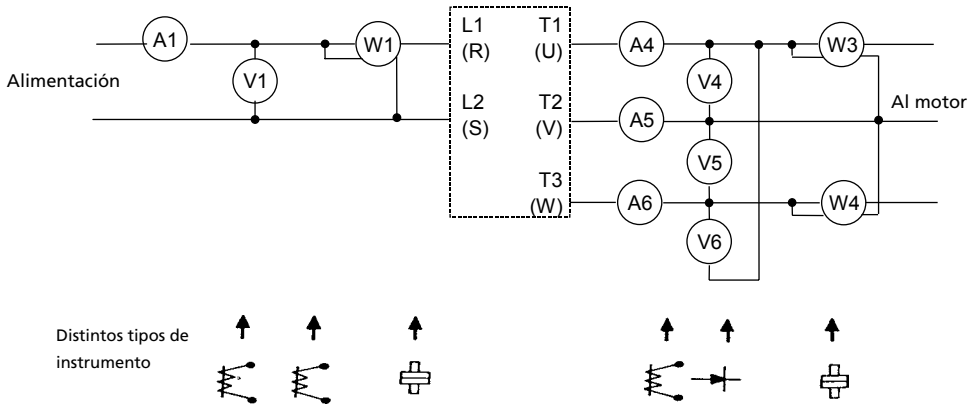 A1
V1
W1
Alimentación
L1
(R)
L2
(S)
T1
(U)
T2
(V)
T3
(W)
A4
A5
A6
V4
V5
V6
W3
W4
Al motor
Distintos tipos de
instrumento